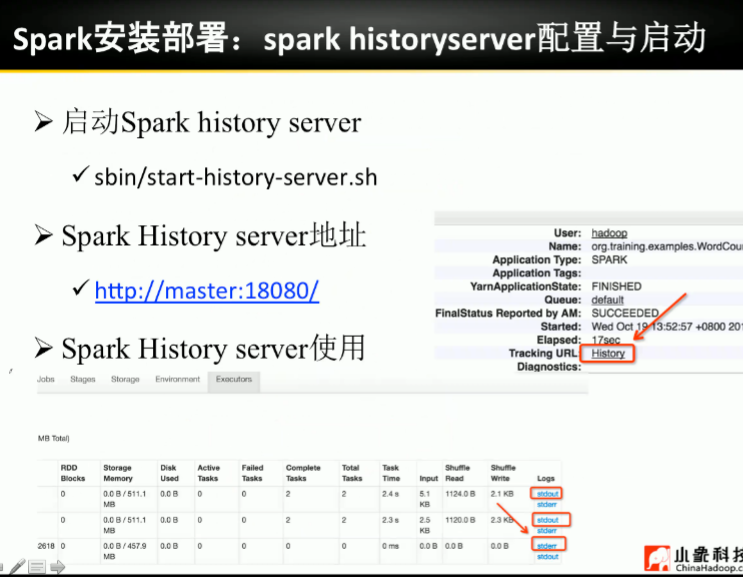 Spark安装部署：spark historyserver配置与启动
➢ 启动Spark history server
✓ sbin/start-history-server.sh
➢ Spark History server地址
✓ http://master:18080/
➢ Spark History server使用
User: hadoop
Name: org.training.examples.WordCou
Application Type: SPARK
Application Tags:
YarnApplicationState: FINISHED
Queue: default
FinalStatus Reported by AM: SUCCEEDED
Started: Wed Oct 19 13:52:57 +0800 201
Elapsed: 17sec
Tracking URL: History
Diagnostics:
Jobs Stages Storage Environment Executors
MB Total)
RDD Blocks Storage Memory Disk Used Active Tasks Failed Tasks Complete Tasks Total Tasks Task Time Input Shuffle Read Shuffle Write Logs
0 0.0 B / 511.1 MB 0.0 B 0 0 2 2 2.4 s 5.1 KB 1124.0 B 2.1 KB stdout stderr
0 0.0 B / 511.1 MB 0.0 B 0 0 2 2 2.3 s 2.5 KB 1120.0 B 2.3 KB stdout stderr
2618 0 0.0 B / 457.9 MB 0.0 B 0 0 0 0 0 ms 0.0 B 0.0 B 0.0 B stderr stdout
小象科技
ChinaHadoop.c